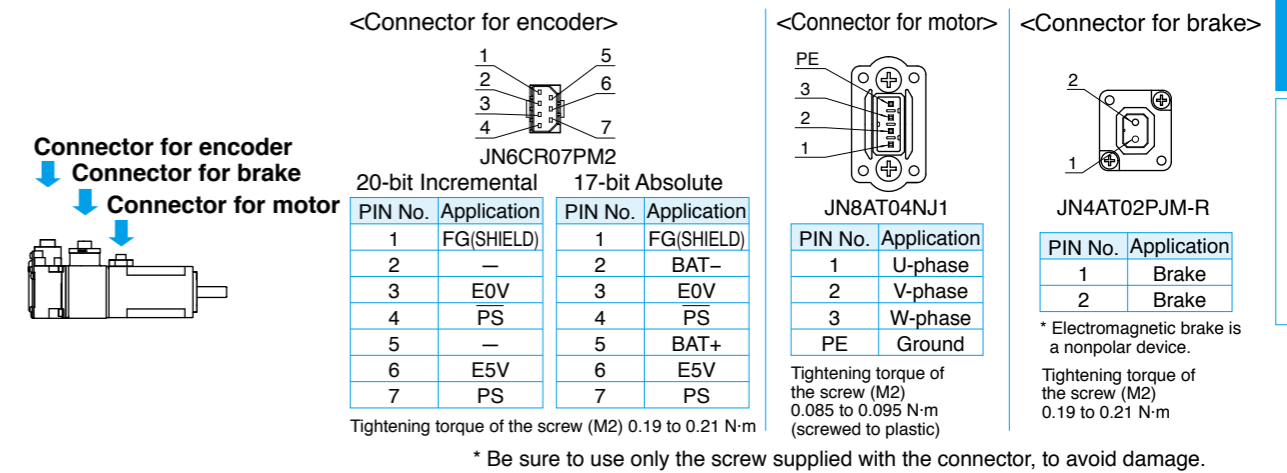 Connector for encoder
Connector for brake
Connector for motor
<Connector for encoder>
1
2
3
4
5
6
7
JN6CR07PM2
20-bit Incremental
PIN No. Application
1 FG(SHIELD)
2 —
3 E0V
4 P̅S̅
5 —
6 E5V
7 PS
17-bit Absolute
PIN No. Application
1 FG(SHIELD)
2 BAT−
3 E0V
4 P̅S̅
5 BAT+
6 E5V
7 PS
Tightening torque of the screw (M2) 0.19 to 0.21 N·m
<Connector for motor>
PE
3
2
1
JN8AT04NJ1
PIN No. Application
1 U-phase
2 V-phase
3 W-phase
PE Ground
Tightening torque of
the screw (M2)
0.085 to 0.095 N·m
(screwed to plastic)
<Connector for brake>
2
1
JN4AT02PJM-R
PIN No. Application
1 Brake
2 Brake
* Electromagnetic brake is
a nonpolar device.
Tightening torque of
the screw (M2)
0.19 to 0.21 N·m
* Be sure to use only the screw supplied with the connector, to avoid damage.